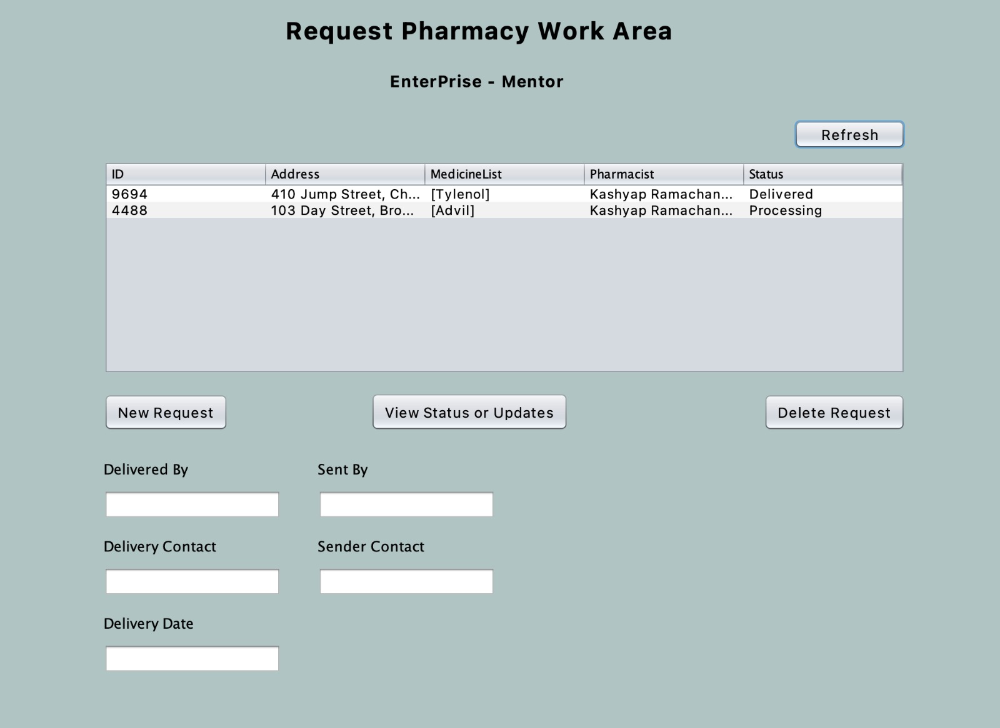 Request Pharmacy Work Area
EnterPrise - Mentor
Refresh
ID Address MedicineList Pharmacist Status
9694 410 Jump Street, Ch... [Tylenol] Kashyap Ramachan... Delivered
4488 103 Day Street, Bro... [Advil] Kashyap Ramachan... Processing
New Request View Status or Updates Delete Request
Delivered By Sent By
Delivery Contact Sender Contact
Delivery Date